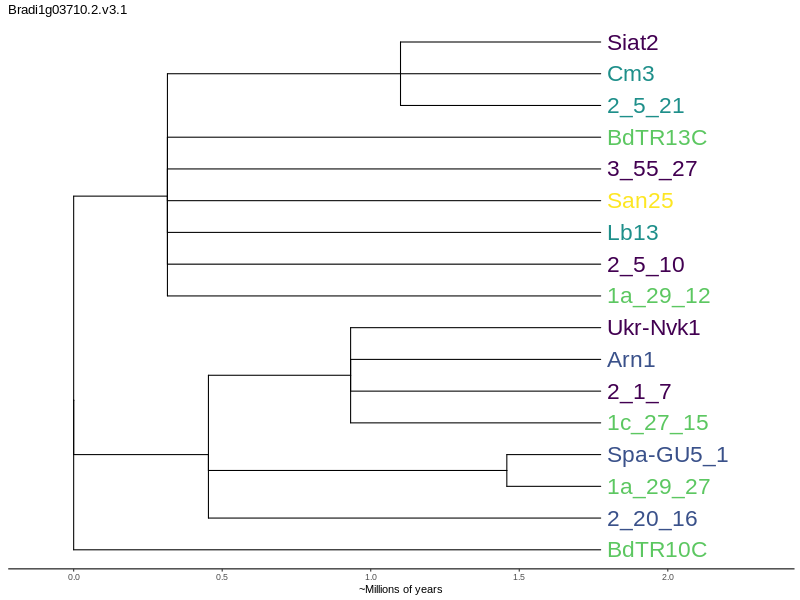 Bradi1g03710.2.v3.1
Siat2
Cm3
2_5_21
BdTR13C
3_55_27
San25
Lb13
2_5_10
1a_29_12
Ukr-Nvk1
Arn1
2_1_7
1c_27_15
Spa-GU5_1
1a_29_27
2_20_16
BdTR10C
0.0 0.5 1.0 1.5 2.0
~Millions of years